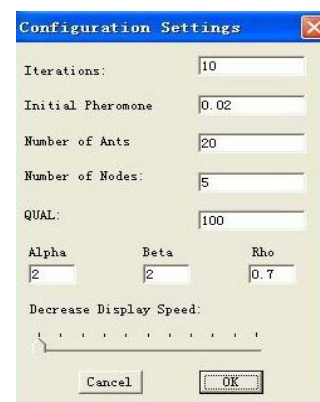 Configuration Settings
Iterations: 10
Initial Pheromone 0.02
Number of Ants 20
Number of Nodes: 5
QUAL: 100
Alpha Beta Rho
2 2 0.7
Decrease Display Speed:
Cancel OK